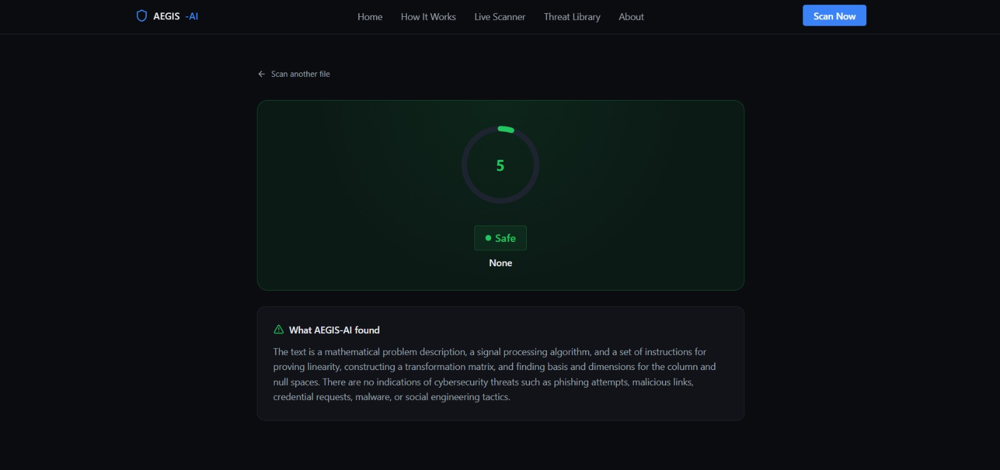 AEGIS -AI
Home How It Works Live Scanner Threat Library About
Scan Now
← Scan another file
5
Safe
None
What AEGIS-AI found
The text is a mathematical problem description, a signal processing algorithm, and a set of instructions for
proving linearity, constructing a transformation matrix, and finding basis and dimensions for the column and
null spaces. There are no indications of cybersecurity threats such as phishing attempts, malicious links,
credential requests, malware, or social engineering tactics.